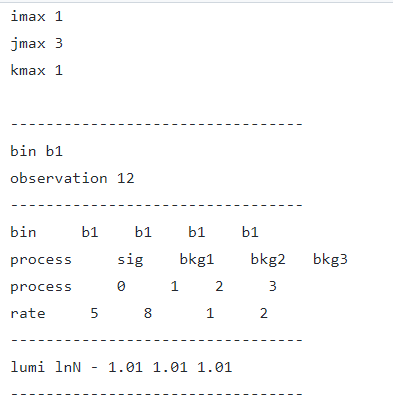 imax 1
jmax 3
kmax 1
---------------------------------
bin b1
observation 12
---------------------------------
bin     b1    b1    b1    b1
process     sig    bkg1    bkg2   bkg3
process     0     1    2     3
rate     5     8      1     2
---------------------------------
lumi lnN - 1.01 1.01 1.01
---------------------------------